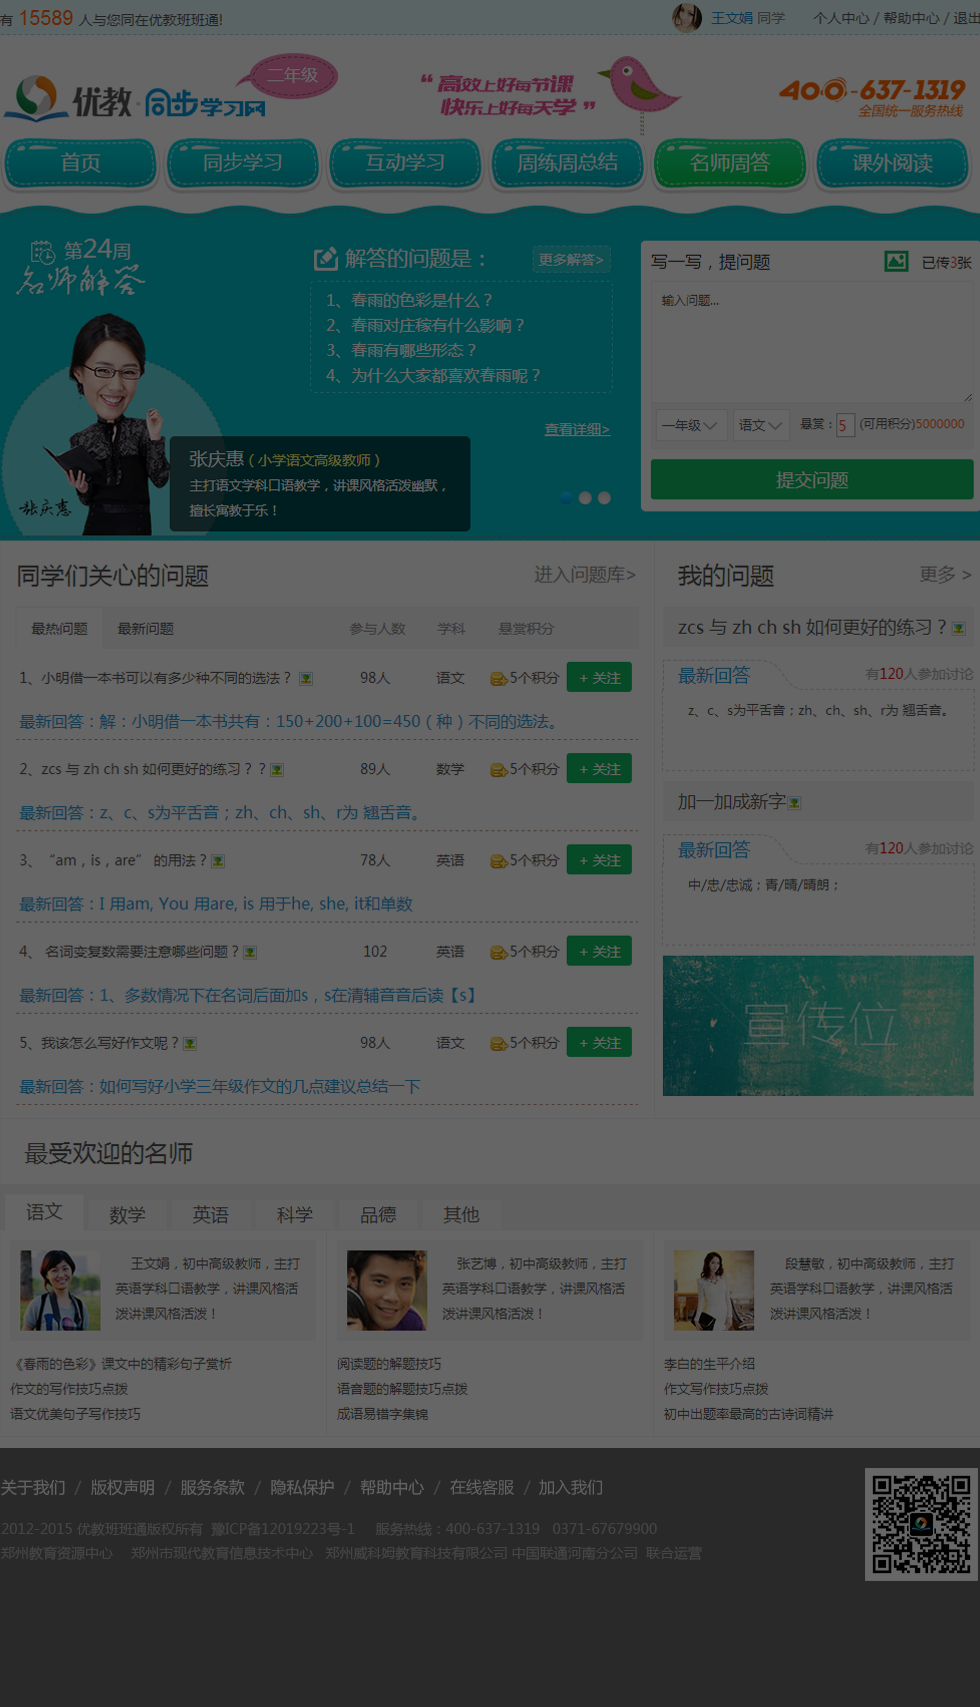 有 15589 人与您同在优教班班通!
王文娟 同学
个人中心 / 帮助中心 / 退出
优教·同步学习网
二年级
“高效上好每节课
快乐上好每天学”
400-637-1319
全国统一服务热线
首页 同步学习 互动学习 周练周总结 名师周答 课外阅读
第24周
名师解答
解答的问题是：
更多解答>
1、春雨的色彩是什么？
2、春雨对庄稼有什么影响？
3、春雨有哪些形态？
4、为什么大家都喜欢春雨呢？
查看详细>
张庆惠
张庆惠（小学语文高级教师）
主打语文学科口语教学，讲课风格活泼幽默，
擅长寓教于乐！
写一写，提问题
已传3张
输入问题...
一年级 语文 悬赏：5 (可用积分)5000000
提交问题
同学们关心的问题
进入问题库>
最热问题 最新问题 参与人数 学科 悬赏积分
1、小明借一本书可以有多少种不同的选法？ 98人 语文 5个积分 + 关注
最新回答：解：小明借一本书共有：150+200+100=450（种）不同的选法。
2、zcs 与 zh ch sh 如何更好的练习？？ 89人 数学 5个积分 + 关注
最新回答：z、c、s为平舌音；zh、ch、sh、r为 翘舌音。
3、“am，is，are” 的用法？ 78人 英语 5个积分 + 关注
最新回答：I 用am, You 用are, is 用于he, she, it和单数
4、 名词变复数需要注意哪些问题？ 102 英语 5个积分 + 关注
最新回答：1、多数情况下在名词后面加s，s在清辅音音后读【s】
5、我该怎么写好作文呢？ 98人 语文 5个积分 + 关注
最新回答：如何写好小学三年级作文的几点建议总结一下
我的问题
更多 >
zcs 与 zh ch sh 如何更好的练习？
最新回答
有120人参加讨论
z、c、s为平舌音；zh、ch、sh、r为 翘舌音。
加一加成新字
最新回答
有120人参加讨论
中/忠/忠诚；青/晴/晴朗；
宣传位
最受欢迎的名师
语文 数学 英语 科学 品德 其他
王文娟，初中高级教师，主打
英语学科口语教学，讲课风格活
泼讲课风格活泼！
《春雨的色彩》课文中的精彩句子赏析
作文的写作技巧点拨
语文优美句子写作技巧
张艺博，初中高级教师，主打
英语学科口语教学，讲课风格活
泼讲课风格活泼！
阅读题的解题技巧
语音题的解题技巧点拨
成语易错字集锦
段慧敏，初中高级教师，主打
英语学科口语教学，讲课风格活
泼讲课风格活泼！
李白的生平介绍
作文写作技巧点拨
初中出题率最高的古诗词精讲
关于我们 / 版权声明 / 服务条款 / 隐私保护 / 帮助中心 / 在线客服 / 加入我们
2012-2015 优教班班通版权所有 豫ICP备12019223号-1 服务热线：400-637-1319 0371-67679900
郑州教育资源中心 郑州市现代教育信息技术中心 郑州威科姆教育科技有限公司 中国联通河南分公司 联合运营